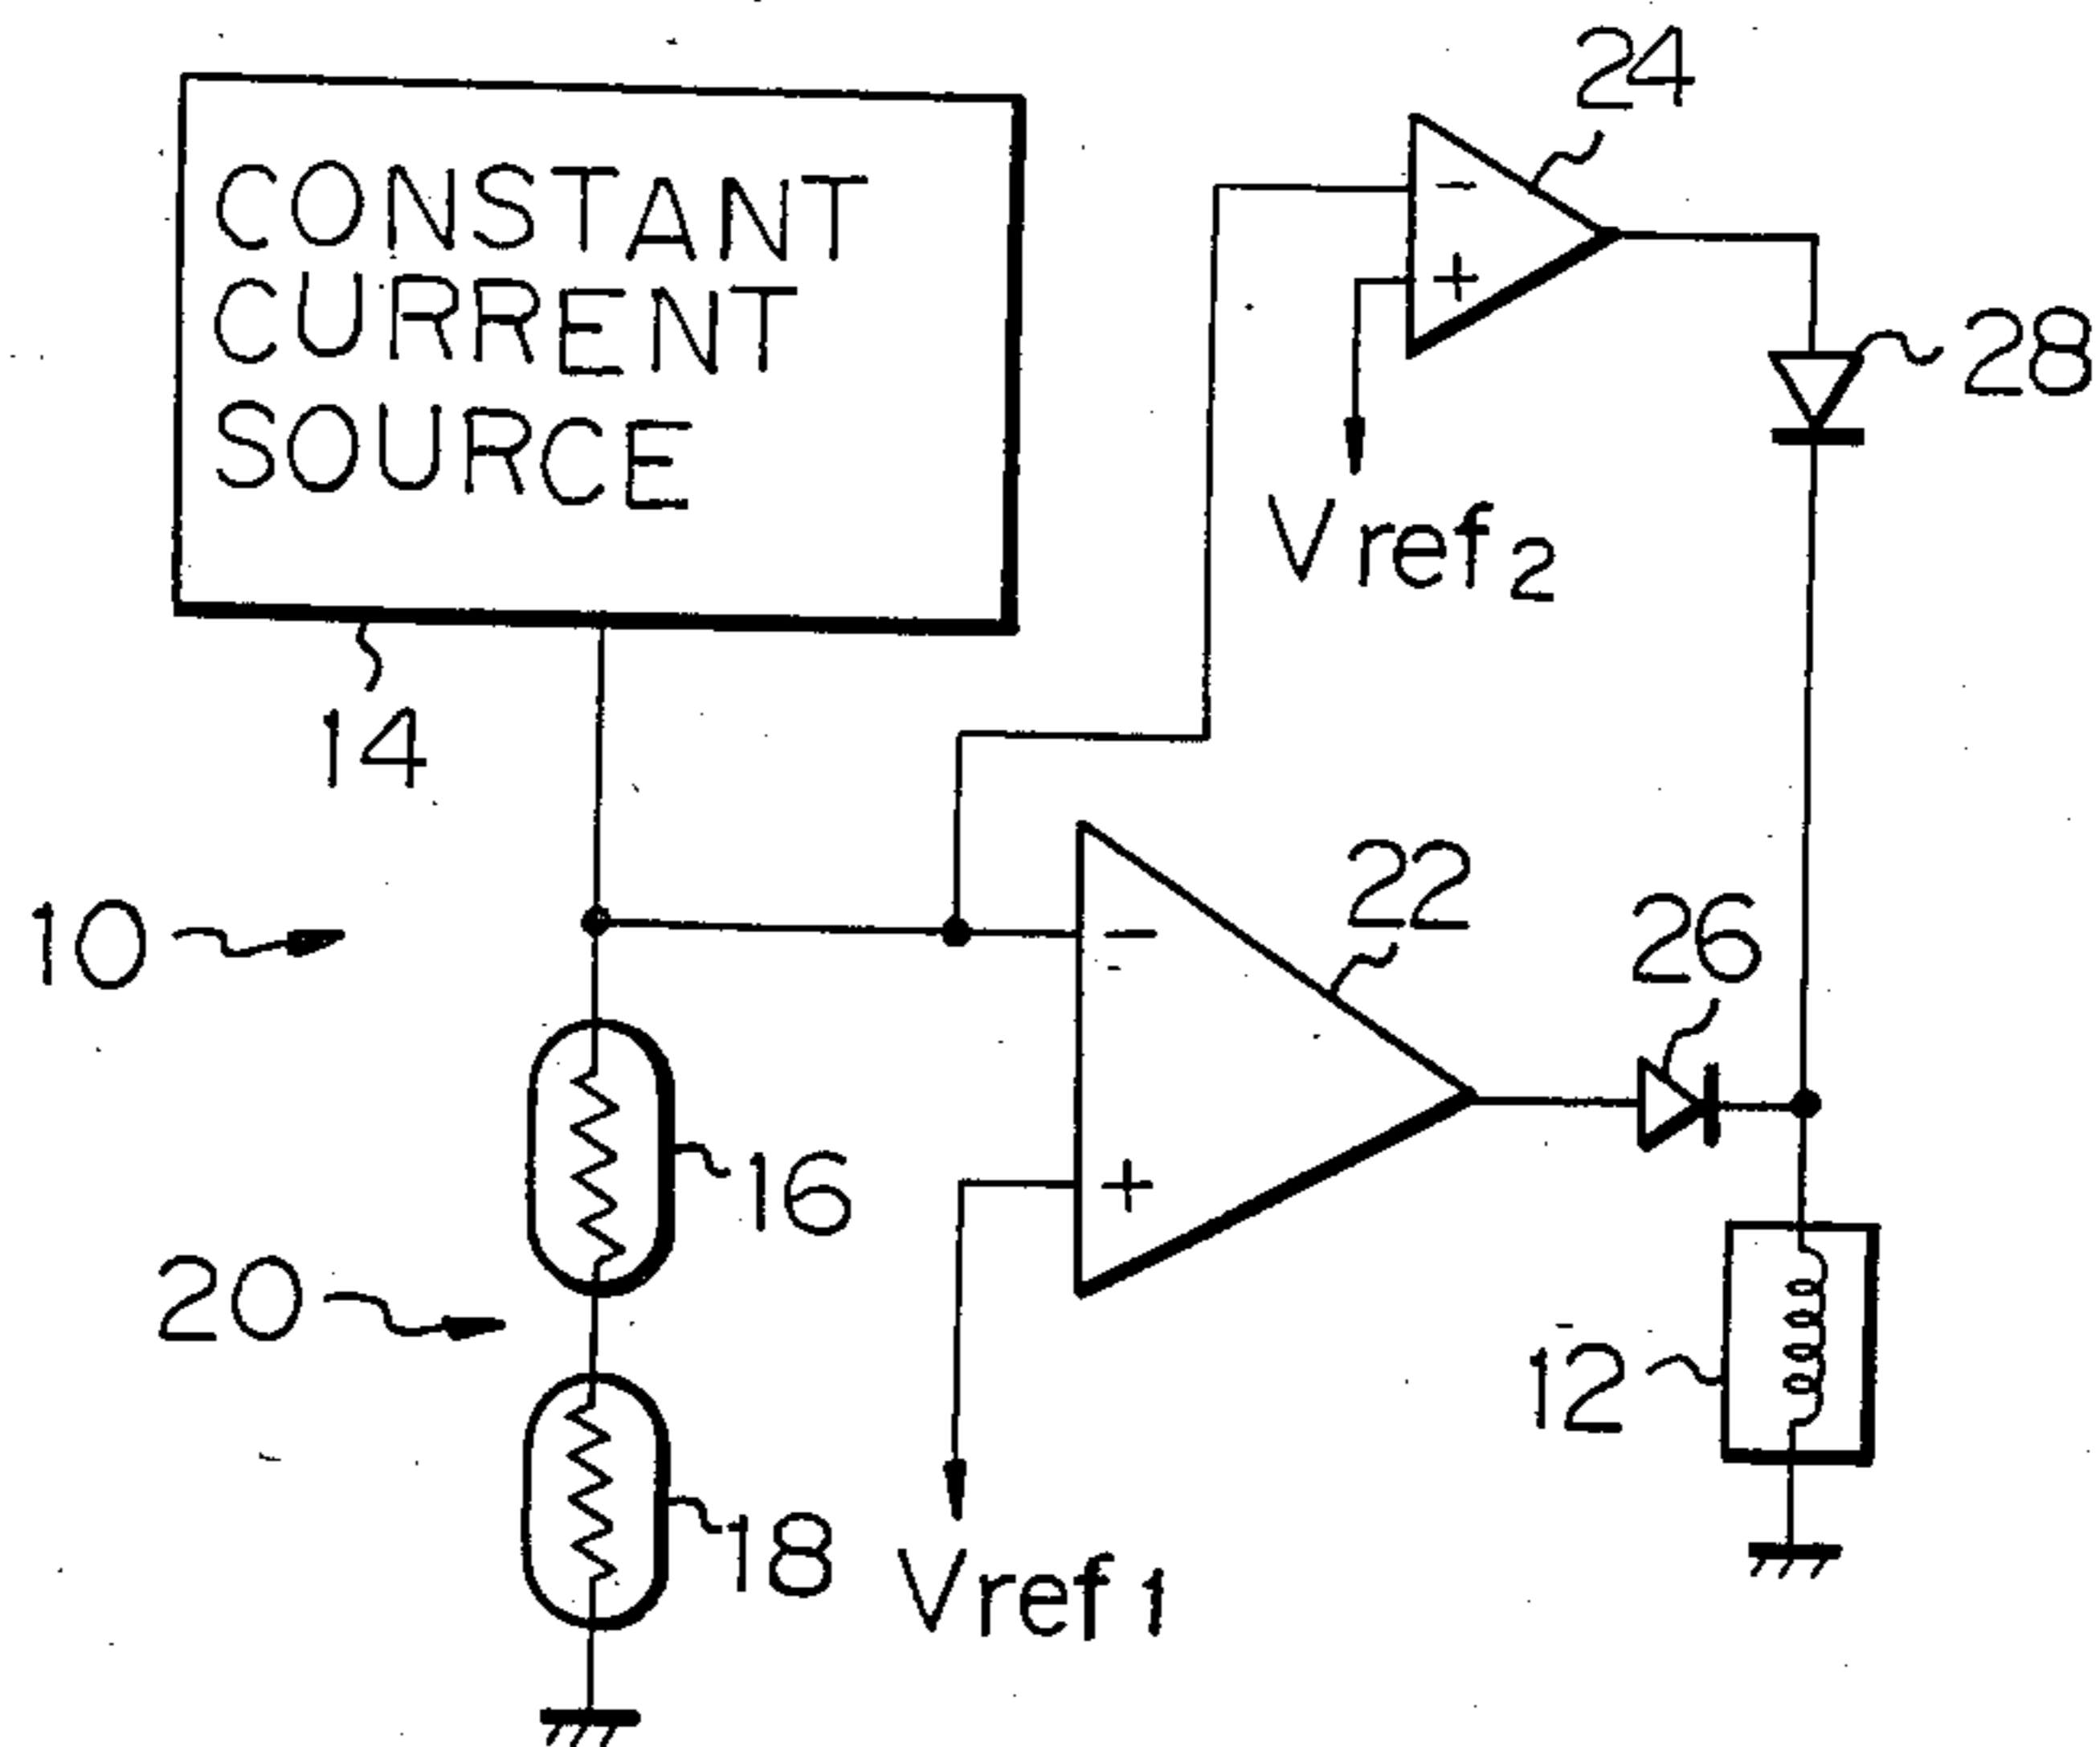 24
CONSTANT
CURRENT
SOURCE
-
+
28
Vref2
14
10
22
26
-
+
16
20
12
18
Vref1